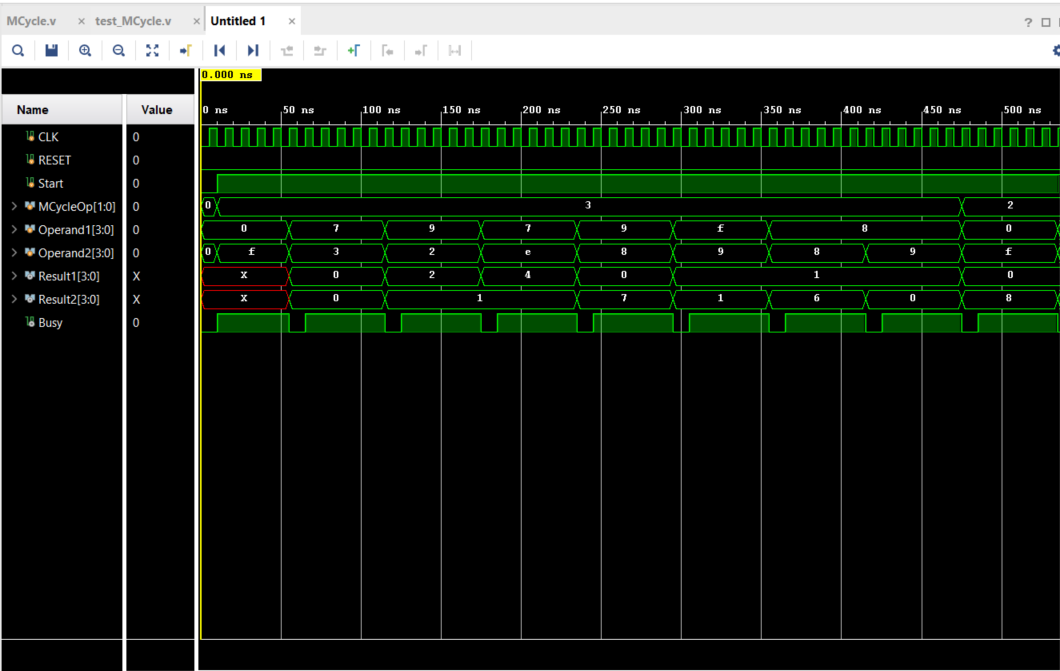 MCycle.v × test_MCycle.v × Untitled 1 × ?
0.000 ns
Name Value 0 ns 50 ns 100 ns 150 ns 200 ns 250 ns 300 ns 350 ns 400 ns 450 ns 500 ns
CLK 0
RESET 0
Start 0
MCycleOp[1:0] 0 0 3 2
Operand1[3:0] 0 0 7 9 7 9 f 8 0
Operand2[3:0] 0 0 f 3 2 e 8 9 8 9 f
Result1[3:0] X X 0 2 4 0 1 0
Result2[3:0] X X 0 1 7 1 6 0 8
Busy 0